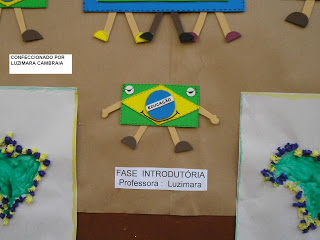 CONFECCIONADO POR
LUZIMARA CAMBRAIA
EDUCAÇÃO
FASE INTRODUTÓRIA
Professora : Luzimara